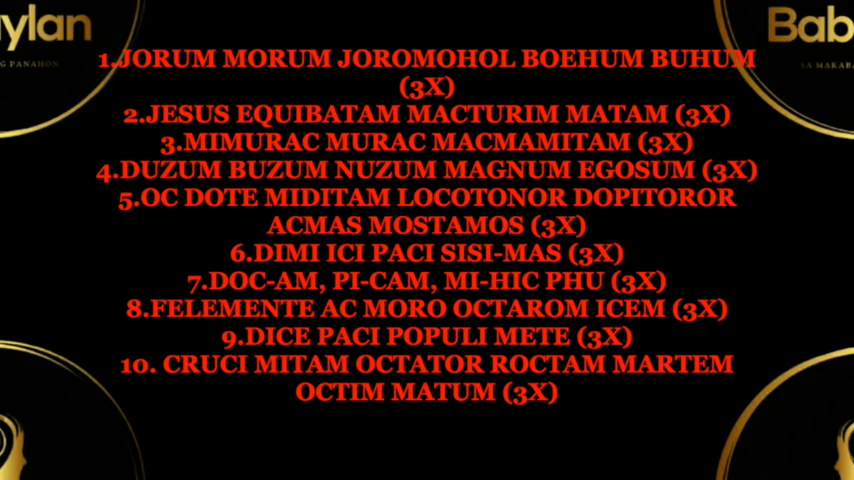 ylan
G PANAHON
Bab
SA MAKABA
1.JORUM MORUM JOROMOHOL BOEHUM BUHUM
(3X)
2.JESUS EQUIBATAM MACTURIM MATAM (3X)
3.MIMURAC MURAC MACMAMITAM (3X)
4.DUZUM BUZUM NUZUM MAGNUM EGOSUM (3X)
5.OC DOTE MIDITAM LOCOTONOR DOPITOROR
ACMAS MOSTAMOS (3X)
6.DIMI ICI PACI SISI-MAS (3X)
7.DOC-AM, PI-CAM, MI-HIC PHU (3X)
8.FELEMENTE AC MORO OCTAROM ICEM (3X)
9.DICE PACI POPULI METE (3X)
10. CRUCI MITAM OCTATOR ROCTAM MARTEM
OCTIM MATUM (3X)